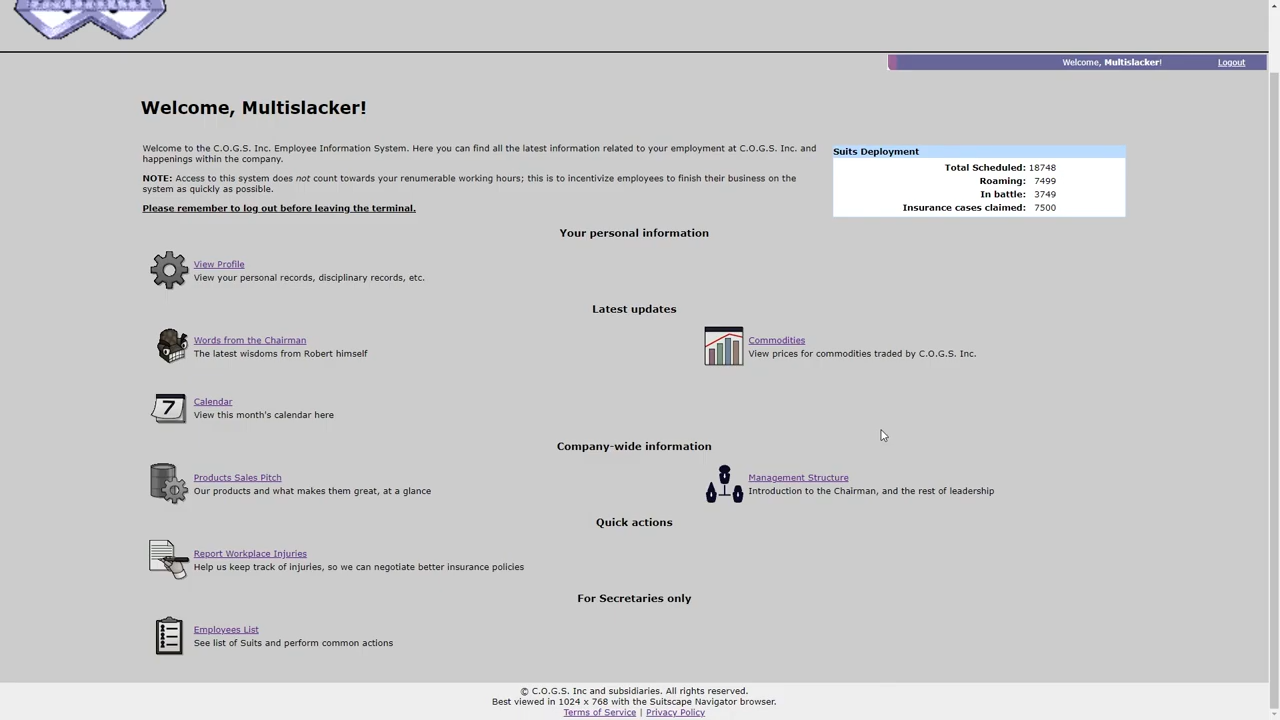 Welcome, Multislacker!
Logout
Welcome, Multislacker!
Welcome to the C.O.G.S. Inc. Employee Information System. Here you can find all the latest information related to your employment at C.O.G.S. Inc. and
happenings within the company.
NOTE: Access to this system does not count towards your renumerable working hours; this is to incentivize employees to finish their business on the
system as quickly as possible.
Please remember to log out before leaving the terminal.
Suits Deployment
Total Scheduled: 18748
Roaming: 7499
In battle: 3749
Insurance cases claimed: 7500
Your personal information
View Profile
View your personal records, disciplinary records, etc.
Latest updates
Words from the Chairman
The latest wisdoms from Robert himself
Commodities
View prices for commodities traded by C.O.G.S. Inc.
7
Calendar
View this month's calendar here
Company-wide information
Products Sales Pitch
Our products and what makes them great, at a glance
Management Structure
Introduction to the Chairman, and the rest of leadership
Quick actions
Report Workplace Injuries
Help us keep track of injuries, so we can negotiate better insurance policies
For Secretaries only
Employees List
See list of Suits and perform common actions
© C.O.G.S. Inc and subsidiaries. All rights reserved.
Best viewed in 1024 x 768 with the Suitscape Navigator browser.
Terms of Service | Privacy Policy